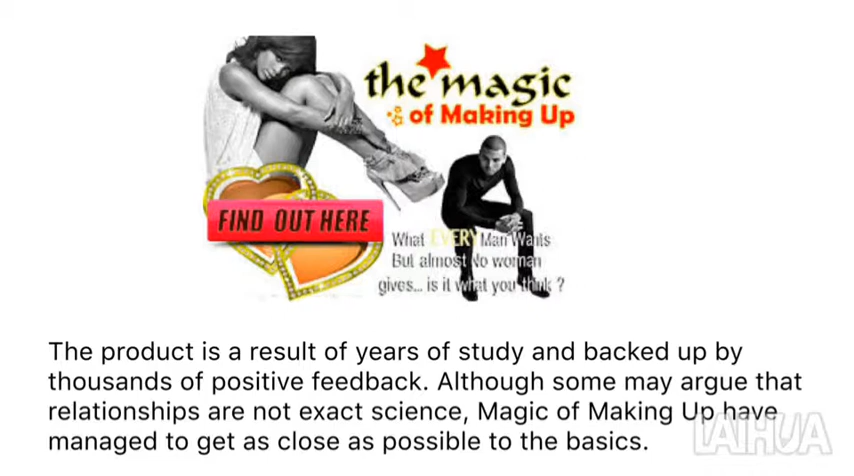 the magic
of Making Up
FIND OUT HERE
What EVERY Man Wants
But almost No woman
gives... is it what you think ?
The product is a result of years of study and backed up by
thousands of positive feedback. Although some may argue that
relationships are not exact science, Magic of Making Up have
managed to get as close as possible to the basics.
LAIHUA